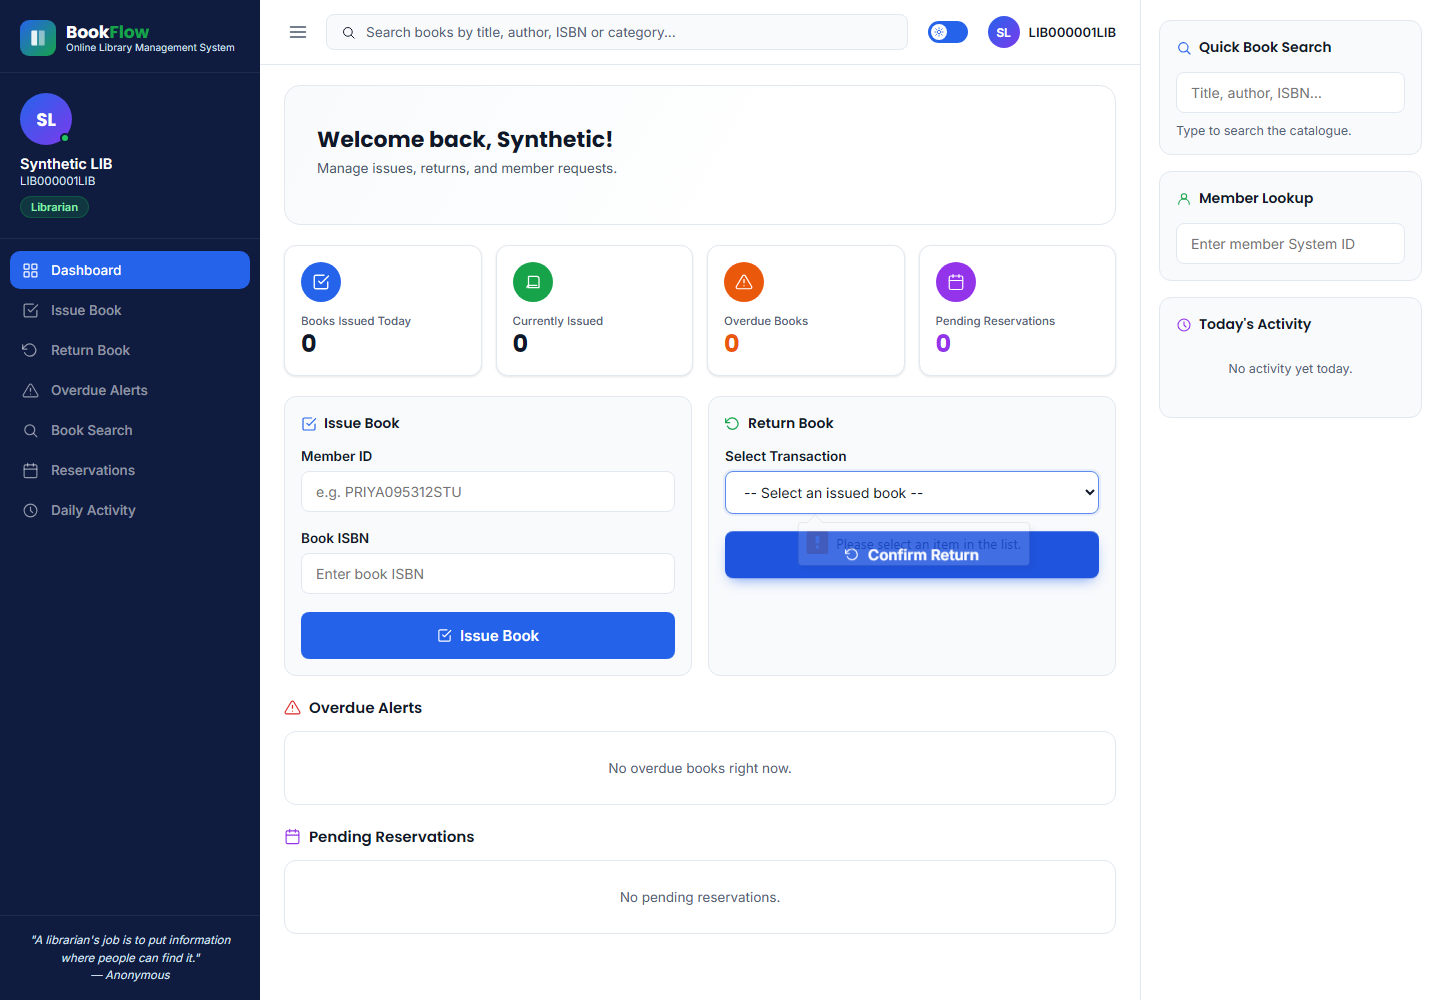 BookFlow
Online Library Management System
SL
Synthetic LIB
LIB000001LIB
Librarian
Dashboard
Issue Book
Return Book
Overdue Alerts
Book Search
Reservations
Daily Activity
"A librarian's job is to put information
where people can find it."
— Anonymous
Search books by title, author, ISBN or category...
SL
LIB000001LIB
Welcome back, Synthetic!
Manage issues, returns, and member requests.
Books Issued Today
0
Currently Issued
0
Overdue Books
0
Pending Reservations
0
Issue Book
Member ID
e.g. PRIYA095312STU
Book ISBN
Enter book ISBN
Issue Book
Return Book
Select Transaction
-- Select an issued book --
Please select an item in the list.
Confirm Return
Overdue Alerts
No overdue books right now.
Pending Reservations
No pending reservations.
Quick Book Search
Title, author, ISBN...
Type to search the catalogue.
Member Lookup
Enter member System ID
Today's Activity
No activity yet today.